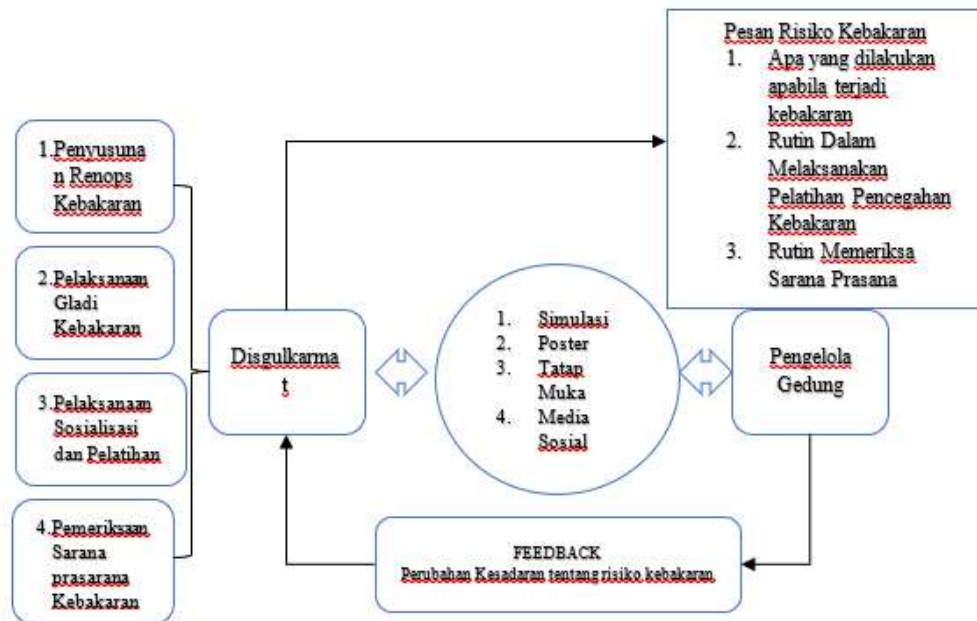 Pesan Risiko Kebakaran
1. Apa yang dilakukan
apabila terjadi
kebakaran
2. Rutin Dalam
Melaksanakan
Pelatihan Pencegahan
Kebakaran
3. Rutin Memeriksa
Sarana Prasana
1.Penyusuna
n Renops
Kebakaran
2.Pelaksanaan
Gladi
Kebakaran
3.Pelaksanaan
Sosialisasi
dan Pelatihan
4.Pemeriksaan
Sarana
prasarana
Kebakaran
Disgulkarma
t
1. Simulasi
2. Poster
3. Tatap
Muka
4. Media
Sosial
Pengelola
Gedung
FEEDBACK
Perubahan Kesadaran tentang risiko kebakaran